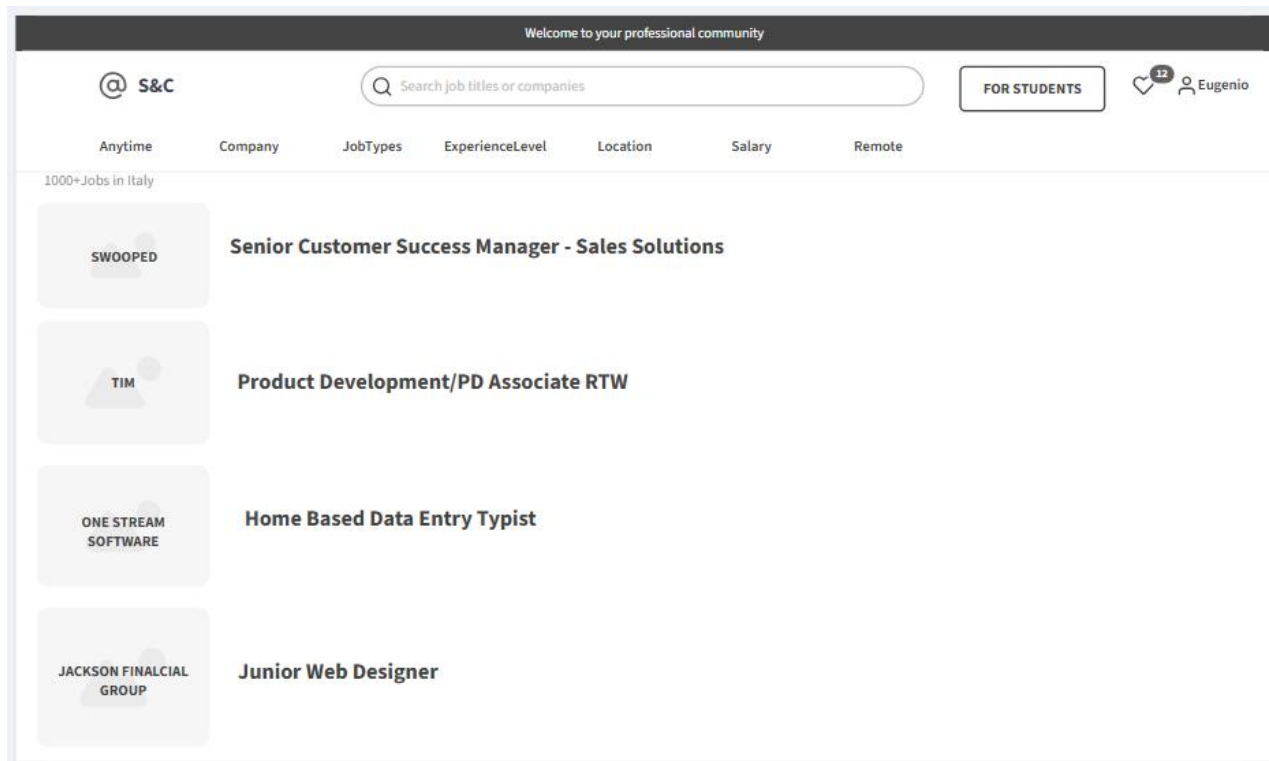 Welcome to your professional community
@ S&C
Search job titles or companies
FOR STUDENTS
12
Eugenio
Anytime
Company
JobTypes
ExperienceLevel
Location
Salary
Remote
1000+Jobs in Italy
SWOOPED
Senior Customer Success Manager - Sales Solutions
TIM
Product Development/PD Associate RTW
ONE STREAM
SOFTWARE
Home Based Data Entry Typist
JACKSON FINALCIAL
GROUP
Junior Web Designer